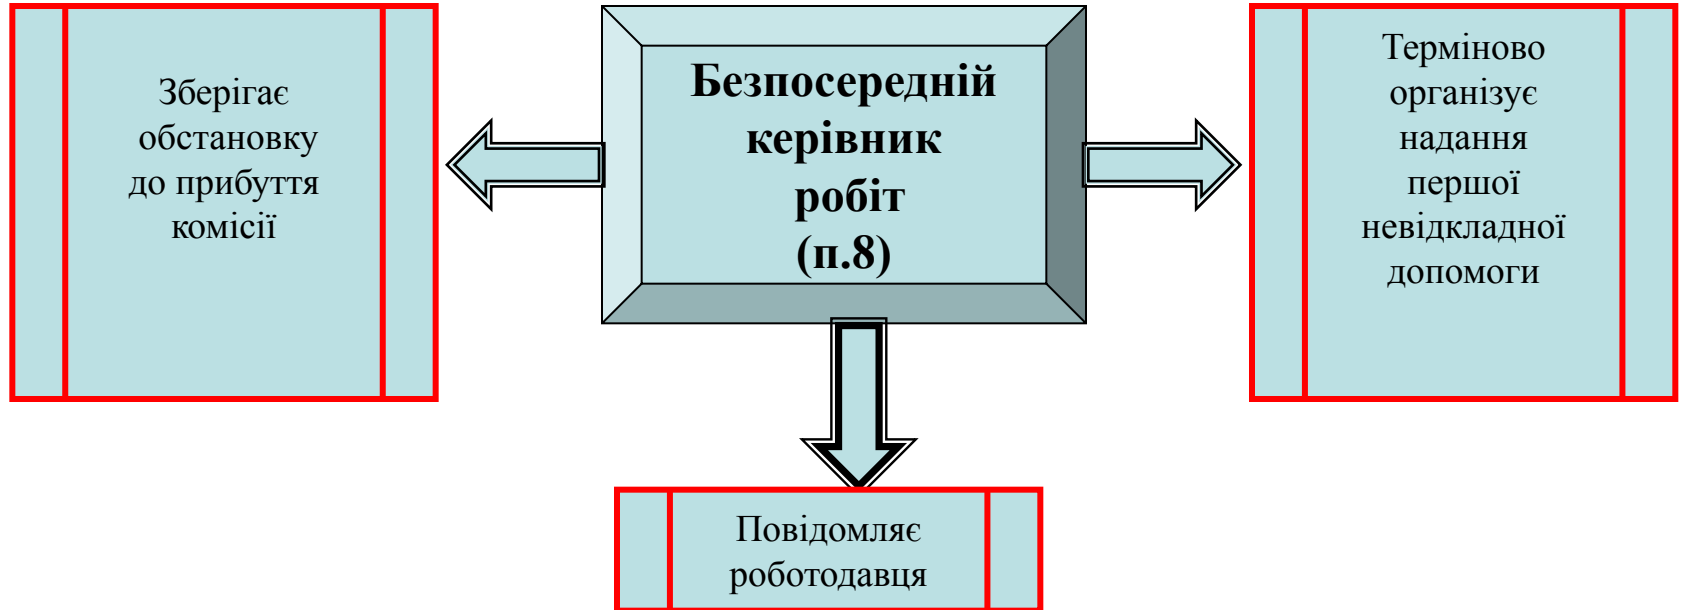 Зберігає
обстановку
до прибуття
комісії
Безпосередній
керівник
робіт
(п.8)
Терміново
організує
надання
першої
невідкладної
допомоги
Повідомляє
роботодавця